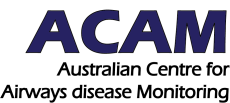 ACAM
Australian Centre for
Airways disease Monitoring